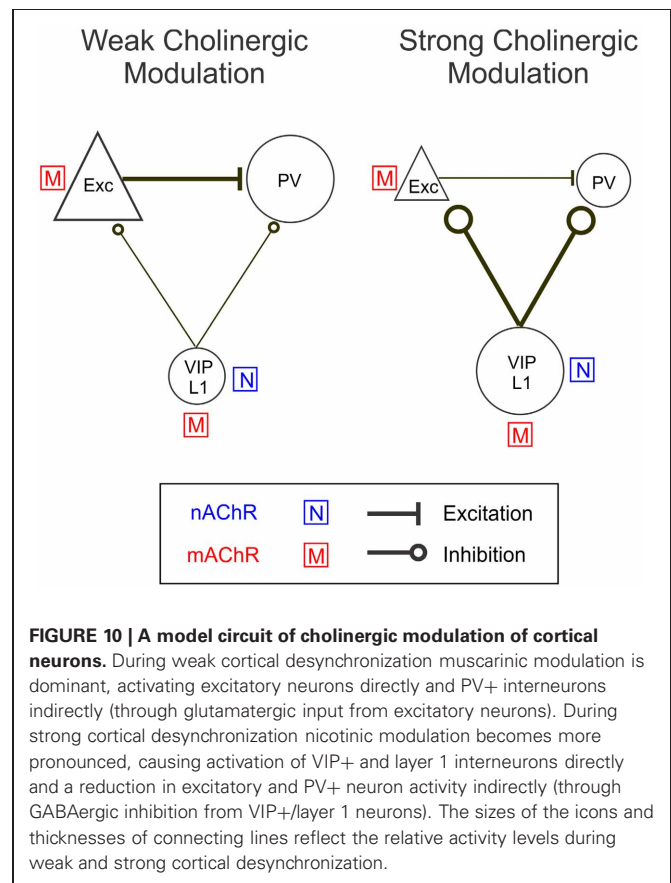 Weak Cholinergic
Modulation
Strong Cholinergic
Modulation
M
Exc
PV
VIP
L1
N
M
M
Exc
PV
VIP
L1
N
M
nAChR N Excitation
mAChR M Inhibition
FIGURE 10 | A model circuit of cholinergic modulation of cortical
neurons. During weak cortical desynchronization muscarinic modulation is
dominant, activating excitatory neurons directly and PV+ interneurons
indirectly (through glutamatergic input from excitatory neurons). During
strong cortical desynchronization nicotinic modulation becomes more
pronounced, causing activation of VIP+ and layer 1 interneurons directly
and a reduction in excitatory and PV+ neuron activity indirectly (through
GABAergic inhibition from VIP+/layer 1 neurons). The sizes of the icons and
thicknesses of connecting lines reflect the relative activity levels during
weak and strong cortical desynchronization.